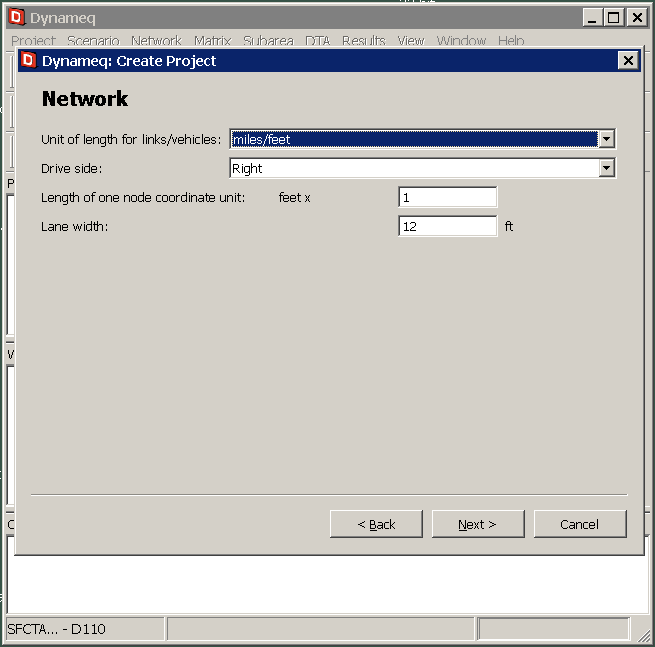 Dynameq
Project Scenario Network Matrix Subarea DTA Results View Window Help
Dynameq: Create Project
Network
Unit of length for links/vehicles: miles/feet
Drive side: Right
Length of one node coordinate unit: feet x 1
Lane width: 12 ft
< Back Next > Cancel
SFCTA... - D110